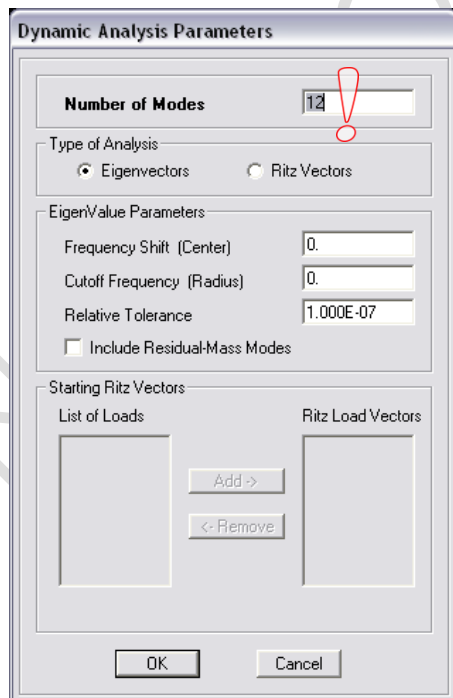 Dynamic Analysis Parameters
Number of Modes 12
Type of Analysis
Eigenvectors Ritz Vectors
EigenValue Parameters
Frequency Shift (Center) 0.
Cutoff Frequency (Radius) 0.
Relative Tolerance 1.000E-07
Include Residual-Mass Modes
Starting Ritz Vectors
List of Loads Ritz Load Vectors
Add ->
<- Remove
OK Cancel